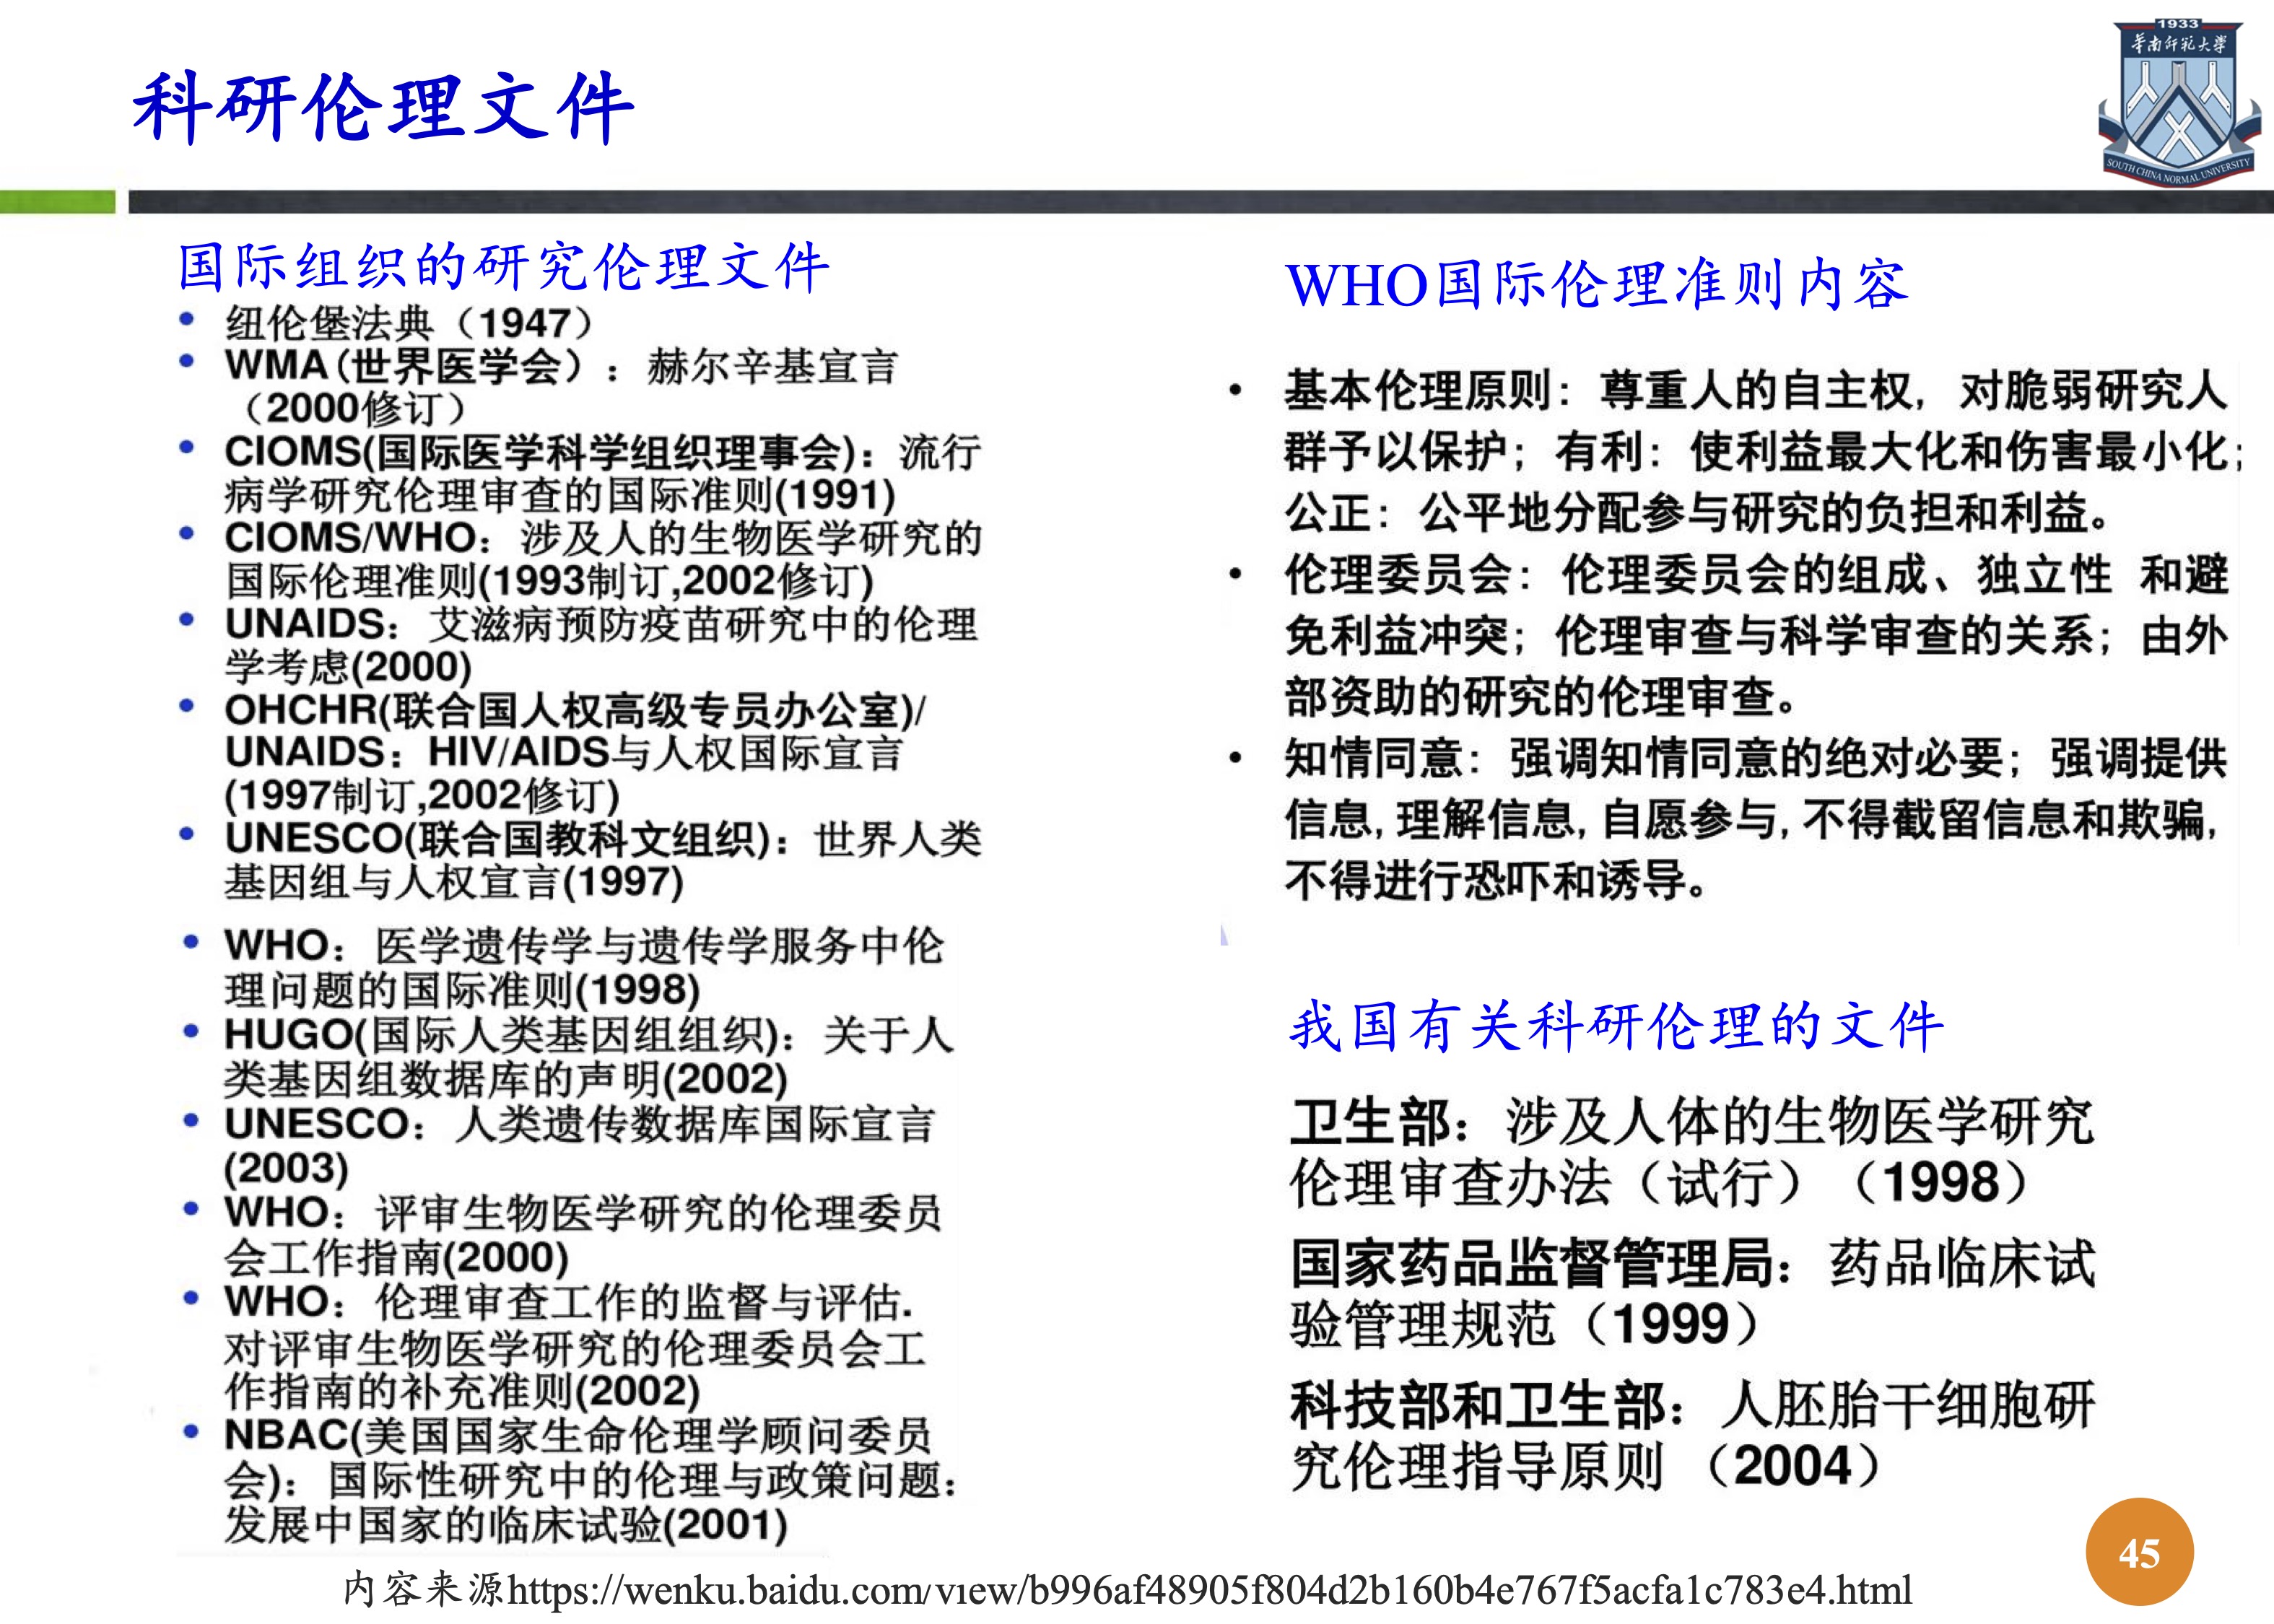 1933
华南师范大学
SOUTH CHINA NORMAL UNIVERSITY
科研伦理文件
国际组织的研究伦理文件
• 纽伦堡法典（1947）
• WMA(世界医学会）：赫尔辛基宣言
（2000修订）
• CIOMS(国际医学科学组织理事会)：流行
病学研究伦理审查的国际准则(1991)
• CIOMS/WHO：涉及人的生物医学研究的
国际伦理准则(1993制订,2002修订)
• UNAIDS：艾滋病预防疫苗研究中的伦理
学考虑(2000)
• OHCHR(联合国人权高级专员办公室)/
UNAIDS：HIV/AIDS与人权国际宣言
(1997制订,2002修订)
• UNESCO(联合国教科文组织)：世界人类
基因组与人权宣言(1997)
• WHO：医学遗传学与遗传学服务中伦
理问题的国际准则(1998)
• HUGO(国际人类基因组组织)：关于人
类基因组数据库的声明(2002)
• UNESCO：人类遗传数据库国际宣言
(2003)
• WHO：评审生物医学研究的伦理委员
会工作指南(2000)
• WHO：伦理审查工作的监督与评估.
对评审生物医学研究的伦理委员会工
作指南的补充准则(2002)
• NBAC(美国国家生命伦理学顾问委员
会)：国际性研究中的伦理与政策问题：
发展中国家的临床试验(2001)
WHO国际伦理准则内容
• 基本伦理原则：尊重人的自主权，对脆弱研究人
群予以保护；有利：使利益最大化和伤害最小化；
公正：公平地分配参与研究的负担和利益。
• 伦理委员会：伦理委员会的组成、独立性 和避
免利益冲突；伦理审查与科学审查的关系；由外
部资助的研究的伦理审查。
• 知情同意：强调知情同意的绝对必要；强调提供
信息,理解信息,自愿参与,不得截留信息和欺骗,
不得进行恐吓和诱导。
我国有关科研伦理的文件
卫生部：涉及人体的生物医学研究
伦理审查办法（试行）（1998）
国家药品监督管理局：药品临床试
验管理规范（1999）
科技部和卫生部：人胚胎干细胞研
究伦理指导原则 （2004）
内容来源https://wenku.baidu.com/view/b996af48905f804d2b160b4e767f5acfa1c783e4.html
45